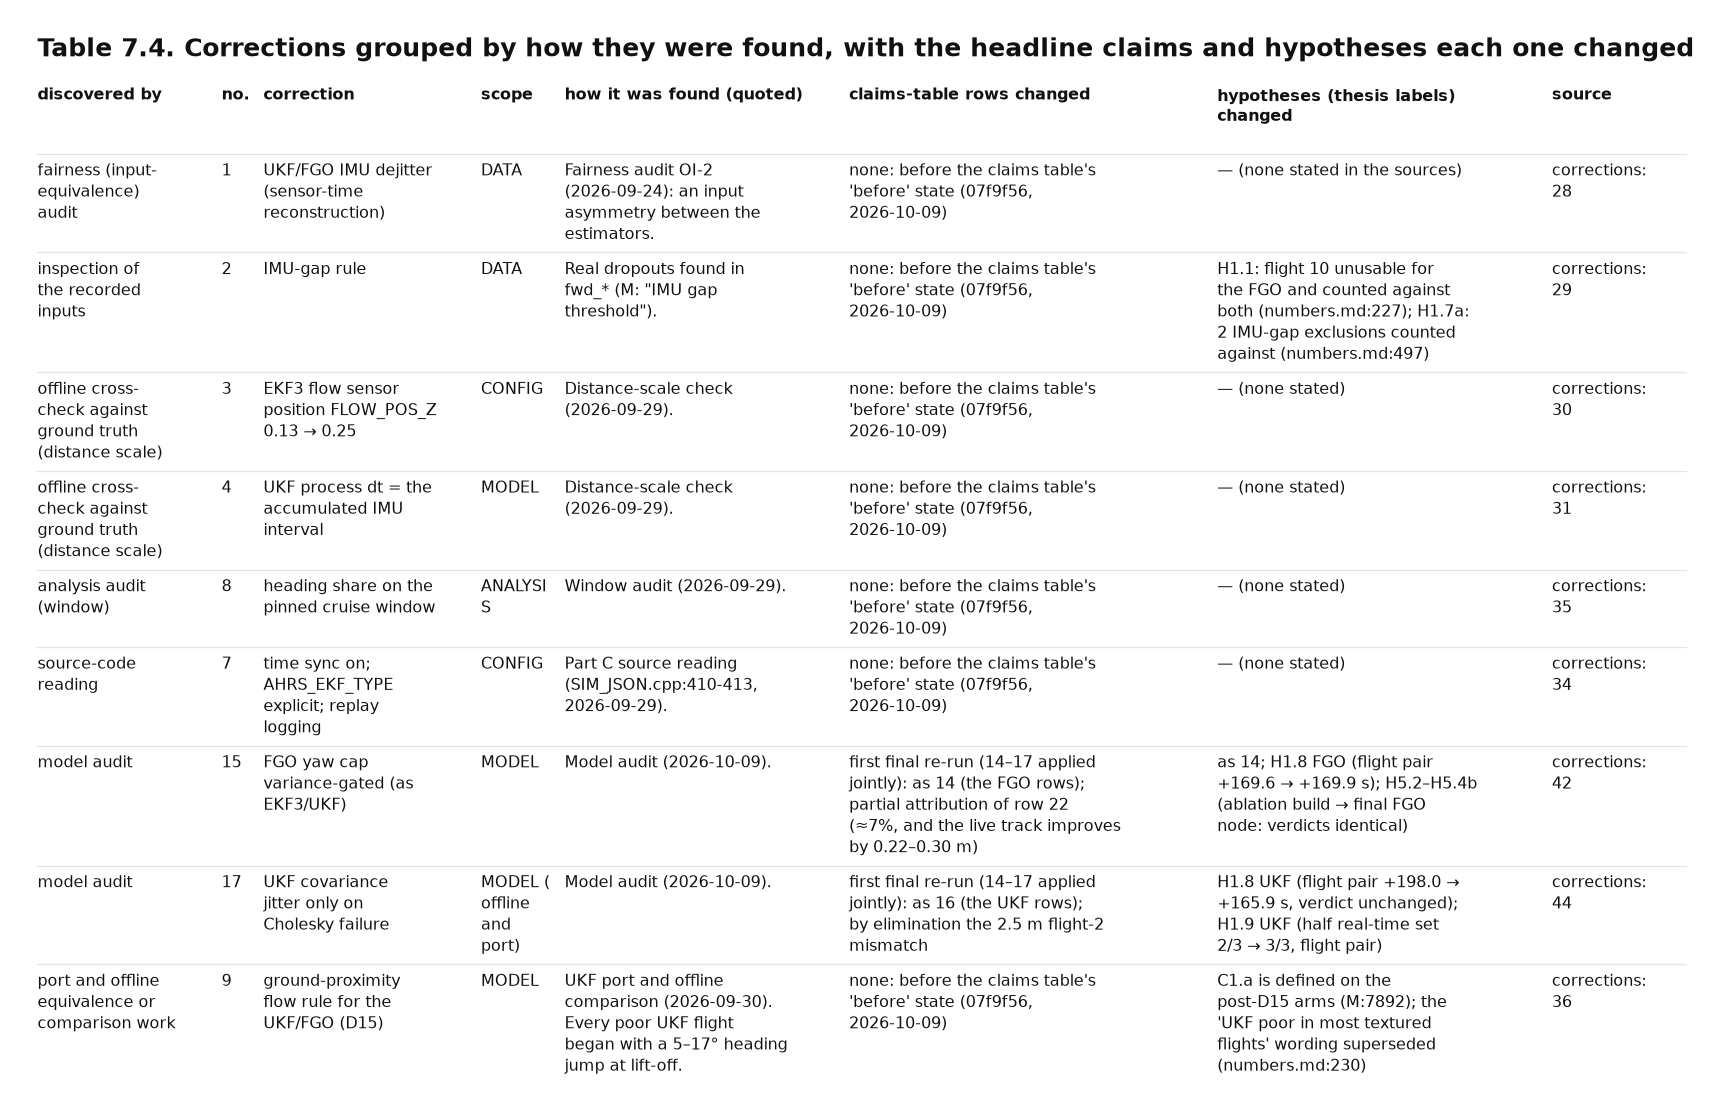 Table 7.4. Corrections grouped by how they were found, with the headline claims and hypotheses each one changed
discovered by
no.
correction
scope
how it was found (quoted)
claims-table rows changed
hypotheses (thesis labels)
changed
source
fairness (input-
equivalence)
audit
1
UKF/FGO IMU dejitter
(sensor-time
reconstruction)
DATA
Fairness audit OI-2
(2026-09-24): an input
asymmetry between the
estimators.
none: before the claims table's
'before' state (07f9f56,
2026-10-09)
— (none stated in the sources)
corrections:
28
inspection of
the recorded
inputs
2
IMU-gap rule
DATA
Real dropouts found in
fwd_* (M: "IMU gap
threshold").
none: before the claims table's
'before' state (07f9f56,
2026-10-09)
H1.1: flight 10 unusable for
the FGO and counted against
both (numbers.md:227); H1.7a:
2 IMU-gap exclusions counted
against (numbers.md:497)
corrections:
29
offline cross-
check against
ground truth
(distance scale)
3
EKF3 flow sensor
position FLOW_POS_Z
0.13 → 0.25
CONFIG
Distance-scale check
(2026-09-29).
none: before the claims table's
'before' state (07f9f56,
2026-10-09)
— (none stated)
corrections:
30
offline cross-
check against
ground truth
(distance scale)
4
UKF process dt = the
accumulated IMU
interval
MODEL
Distance-scale check
(2026-09-29).
none: before the claims table's
'before' state (07f9f56,
2026-10-09)
— (none stated)
corrections:
31
analysis audit
(window)
8
heading share on the
pinned cruise window
ANALYSI
S
Window audit (2026-09-29).
none: before the claims table's
'before' state (07f9f56,
2026-10-09)
— (none stated)
corrections:
35
source-code
reading
7
time sync on;
AHRS_EKF_TYPE
explicit; replay
logging
CONFIG
Part C source reading
(SIM_JSON.cpp:410-413,
2026-09-29).
none: before the claims table's
'before' state (07f9f56,
2026-10-09)
— (none stated)
corrections:
34
model audit
15
FGO yaw cap
variance-gated (as
EKF3/UKF)
MODEL
Model audit (2026-10-09).
first final re-run (14–17 applied
jointly): as 14 (the FGO rows);
partial attribution of row 22
(≈7%, and the live track improves
by 0.22–0.30 m)
as 14; H1.8 FGO (flight pair
+169.6 → +169.9 s); H5.2–H5.4b
(ablation build → final FGO
node: verdicts identical)
corrections:
42
model audit
17
UKF covariance
jitter only on
Cholesky failure
MODEL (
offline
and
port)
Model audit (2026-10-09).
first final re-run (14–17 applied
jointly): as 16 (the UKF rows);
by elimination the 2.5 m flight-2
mismatch
H1.8 UKF (flight pair +198.0 →
+165.9 s, verdict unchanged);
H1.9 UKF (half real-time set
2/3 → 3/3, flight pair)
corrections:
44
port and offline
equivalence or
comparison work
9
ground-proximity
flow rule for the
UKF/FGO (D15)
MODEL
UKF port and offline
comparison (2026-09-30).
Every poor UKF flight
began with a 5–17° heading
jump at lift-off.
none: before the claims table's
'before' state (07f9f56,
2026-10-09)
C1.a is defined on the
post-D15 arms (M:7892); the
'UKF poor in most textured
flights' wording superseded
(numbers.md:230)
corrections:
36